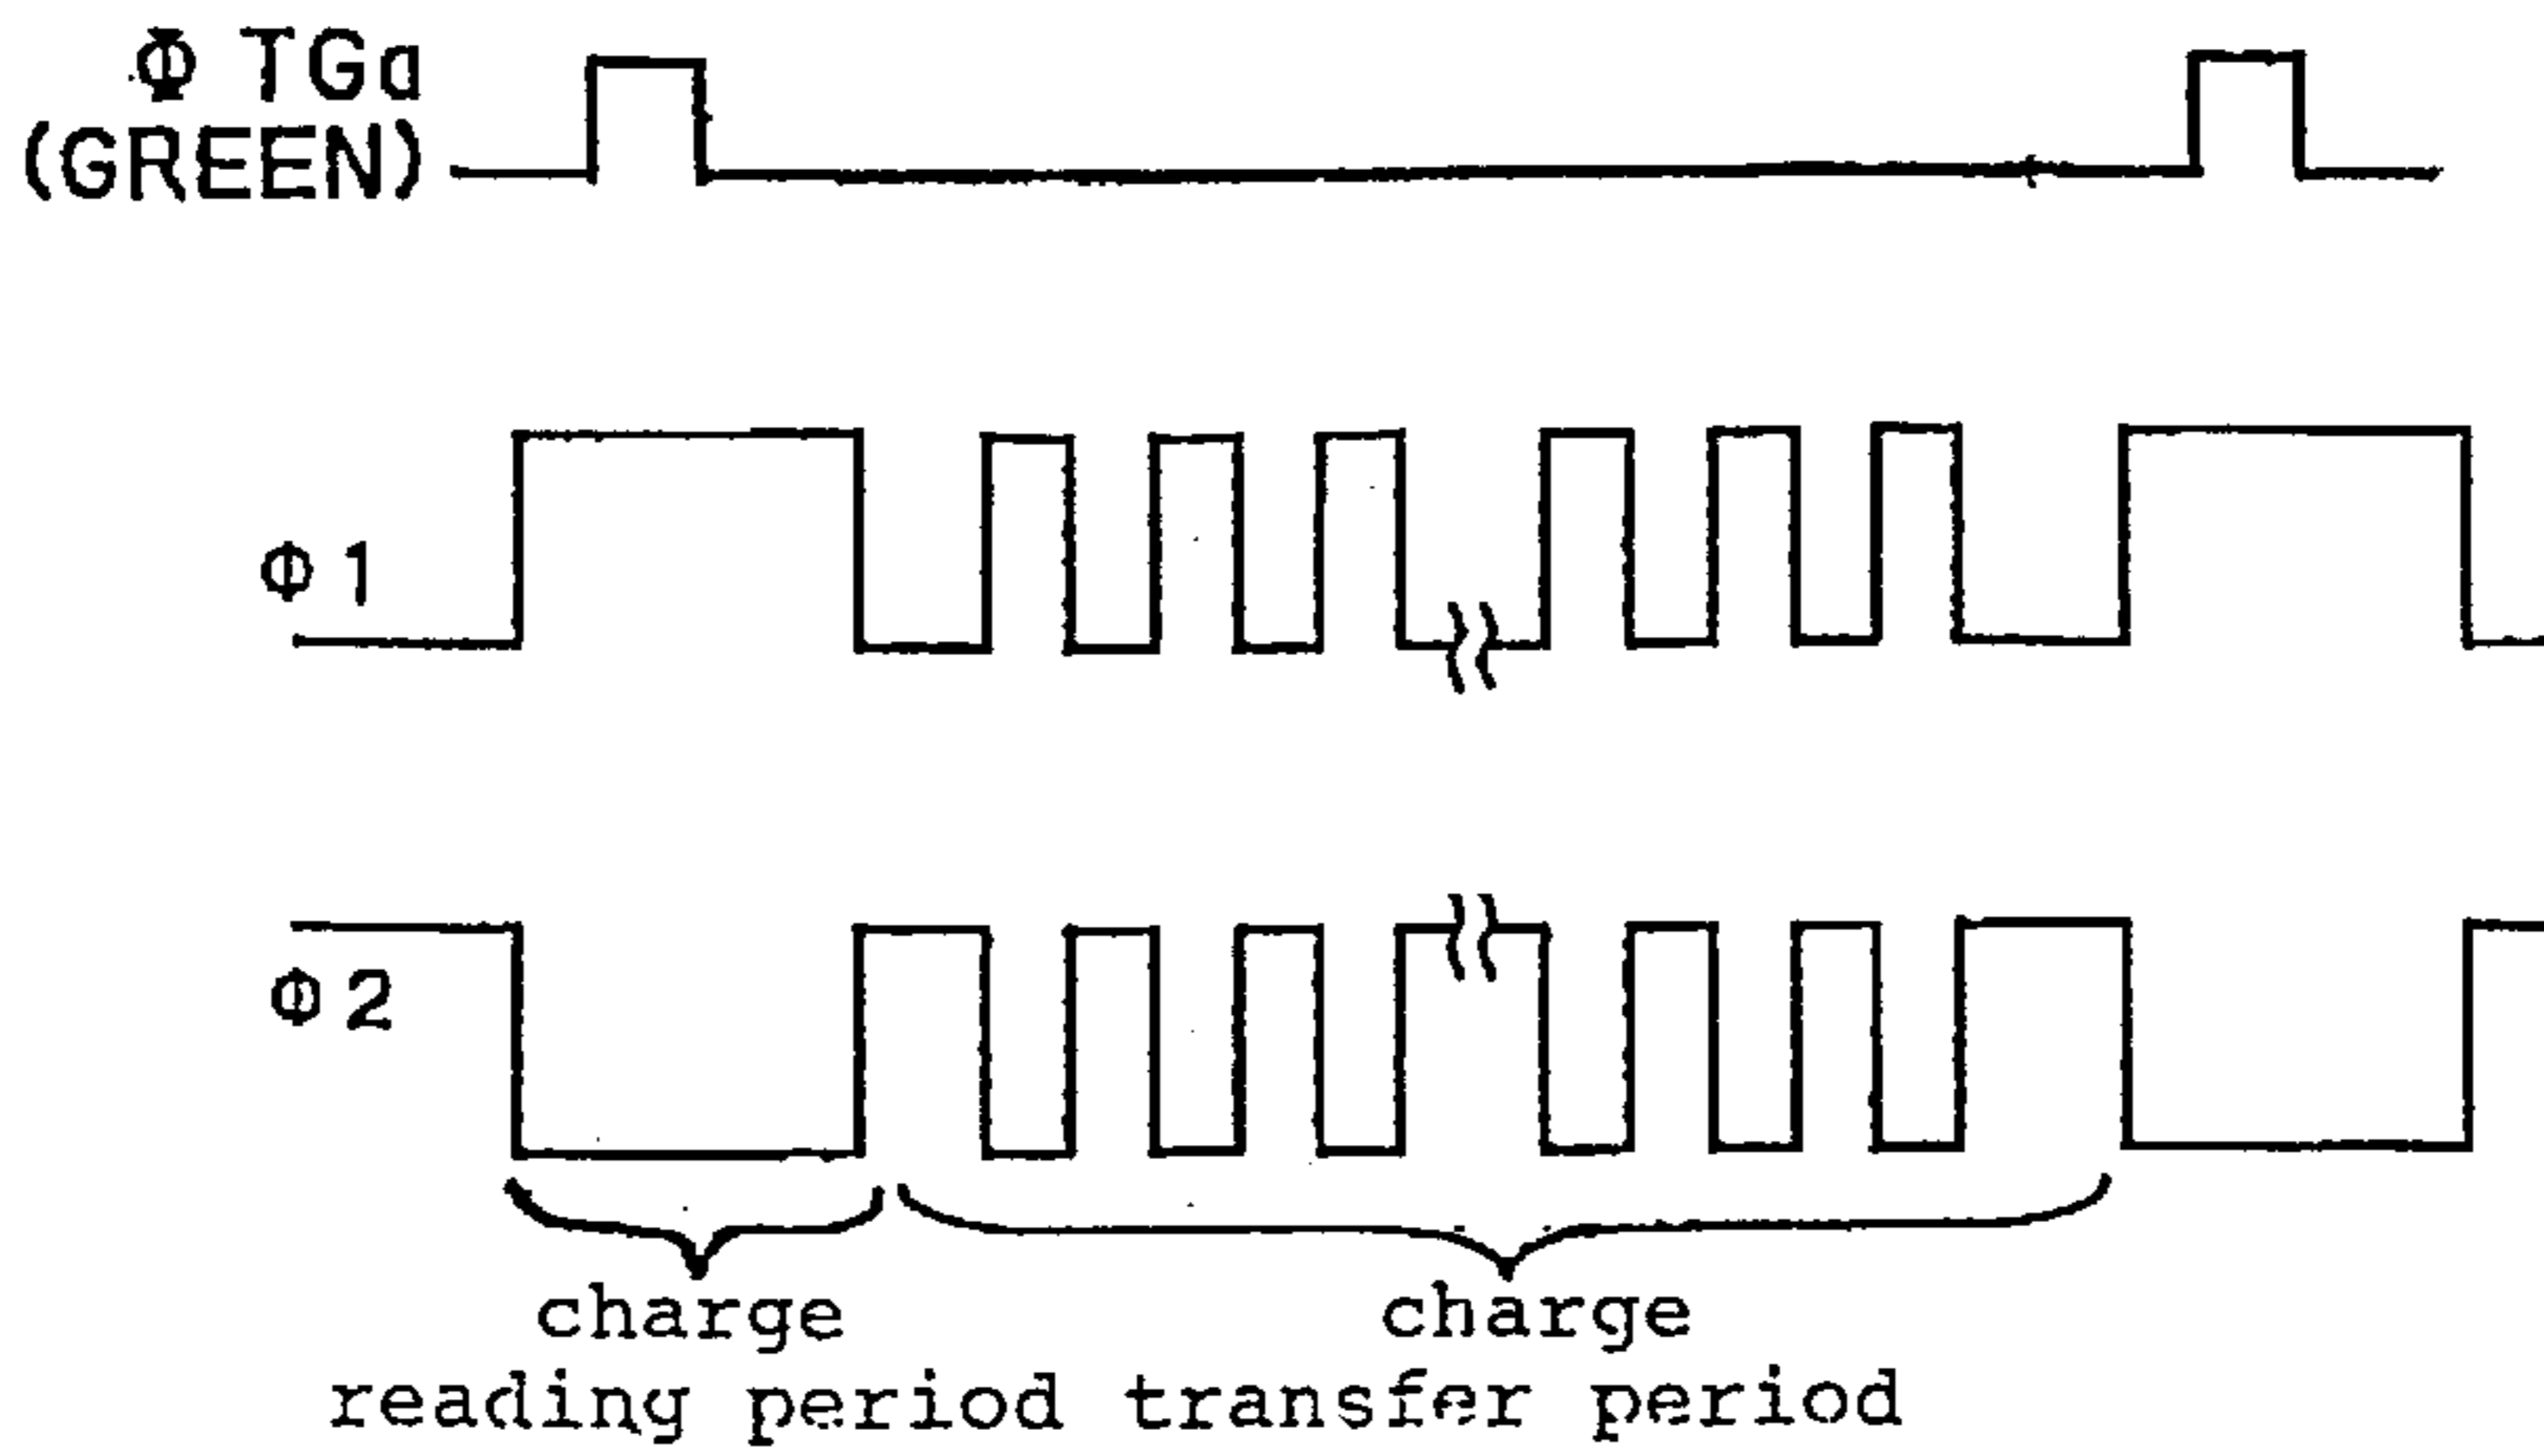 Φ TGa
(GREEN)
Φ1
Φ2
charge
reading period
charge
transfer period